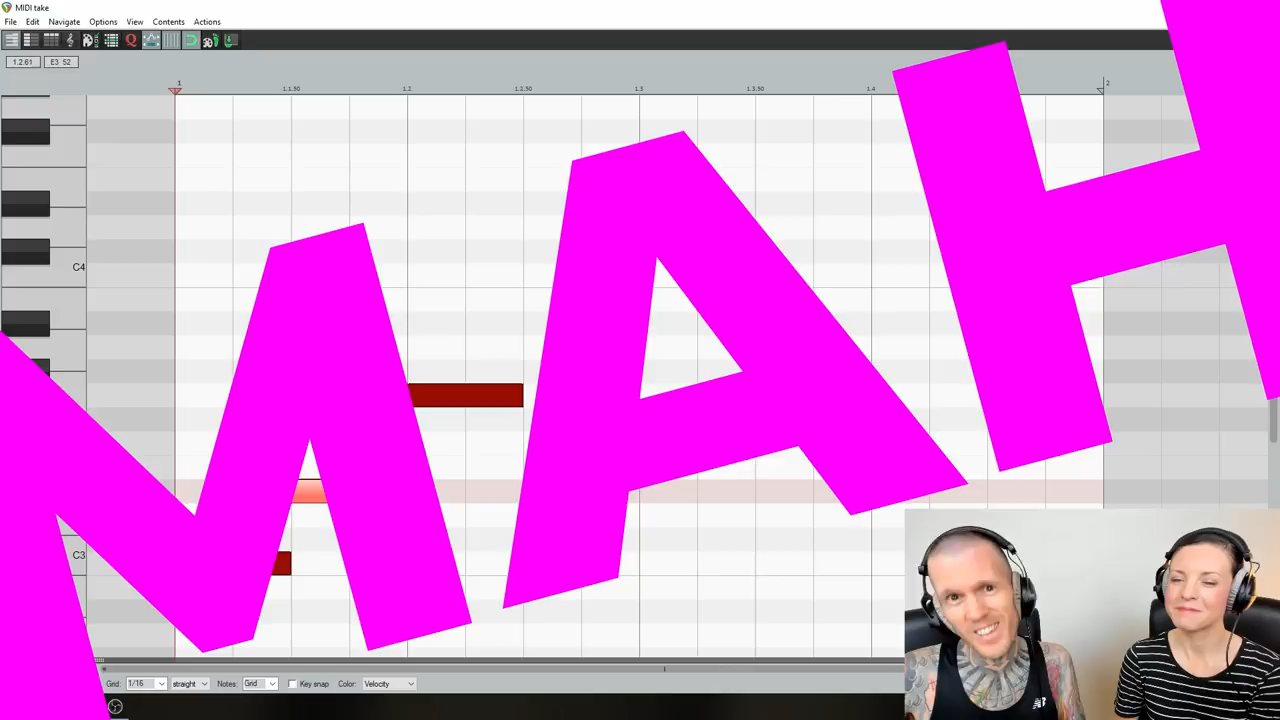 MIDI take
File Edit Navigate Options View Contents Actions
Q
1.2.61 E3 52
1 1.1.50 1.2 1.2.50 1.3 1.3.50 1.4 2
MAH
C4
C3
Grid: 1/16 straight Notes: Grid Key snap Color: Velocity